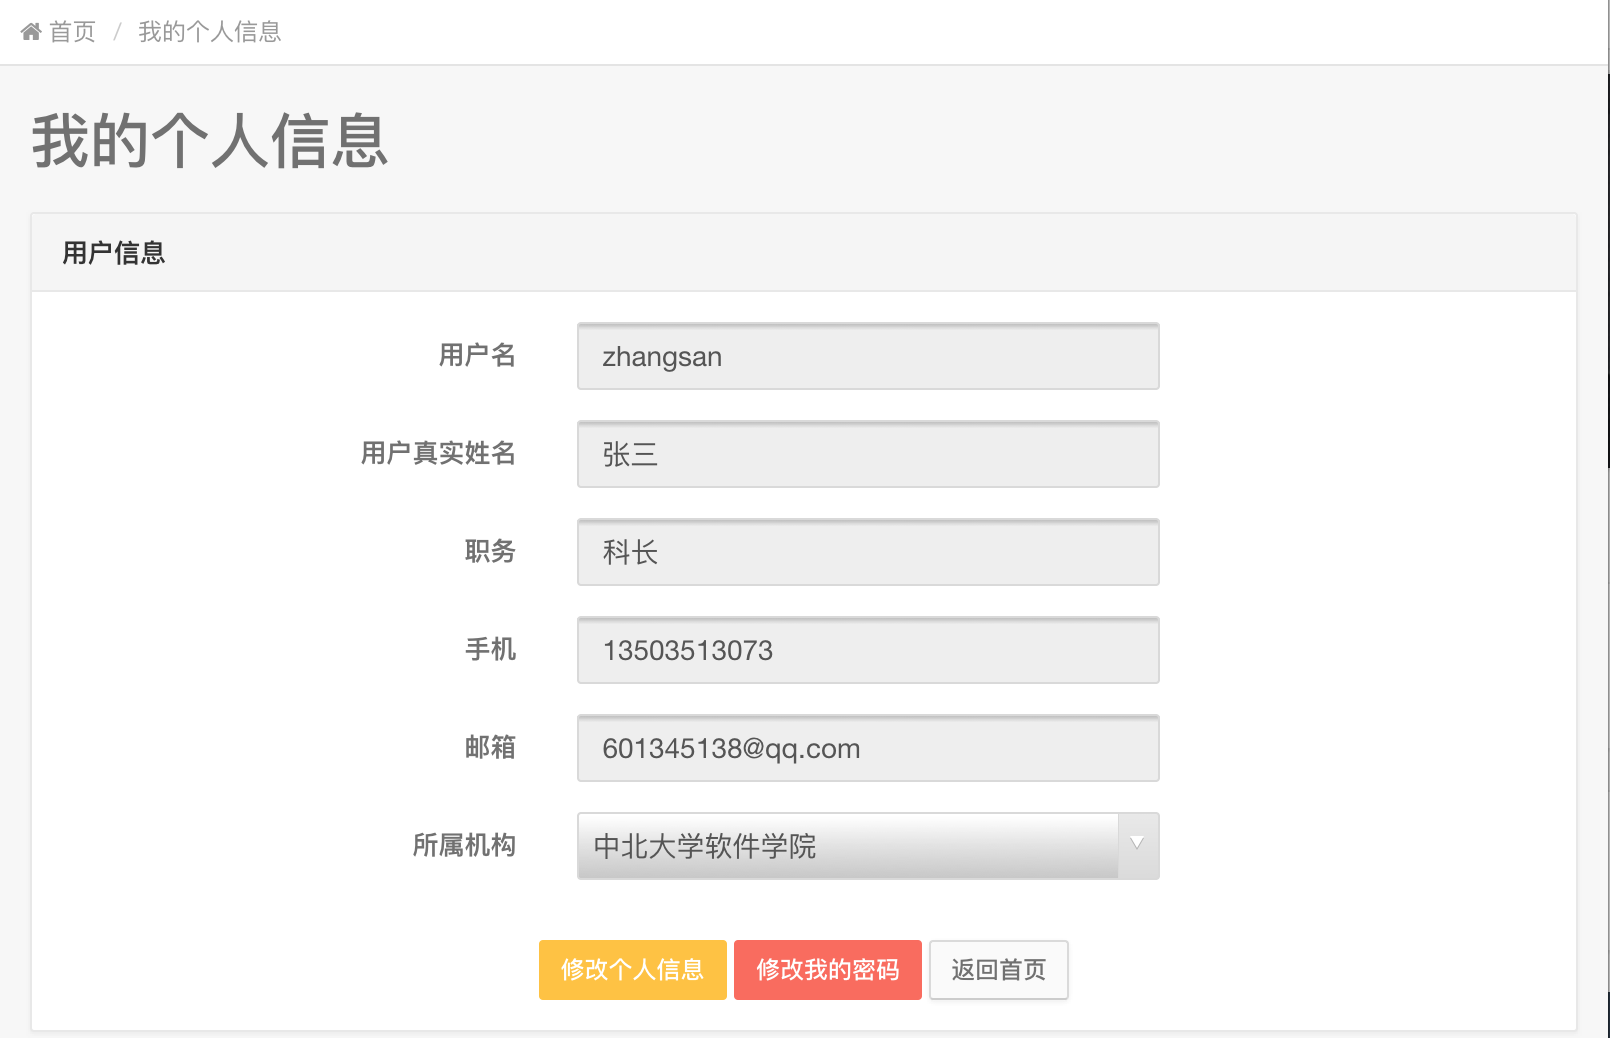 首页 / 我的个人信息
我的个人信息
用户信息
用户名 zhangsan
用户真实姓名 张三
职务 科长
手机 13503513073
邮箱 601345138@qq.com
所属机构 中北大学软件学院
修改个人信息 修改我的密码 返回首页